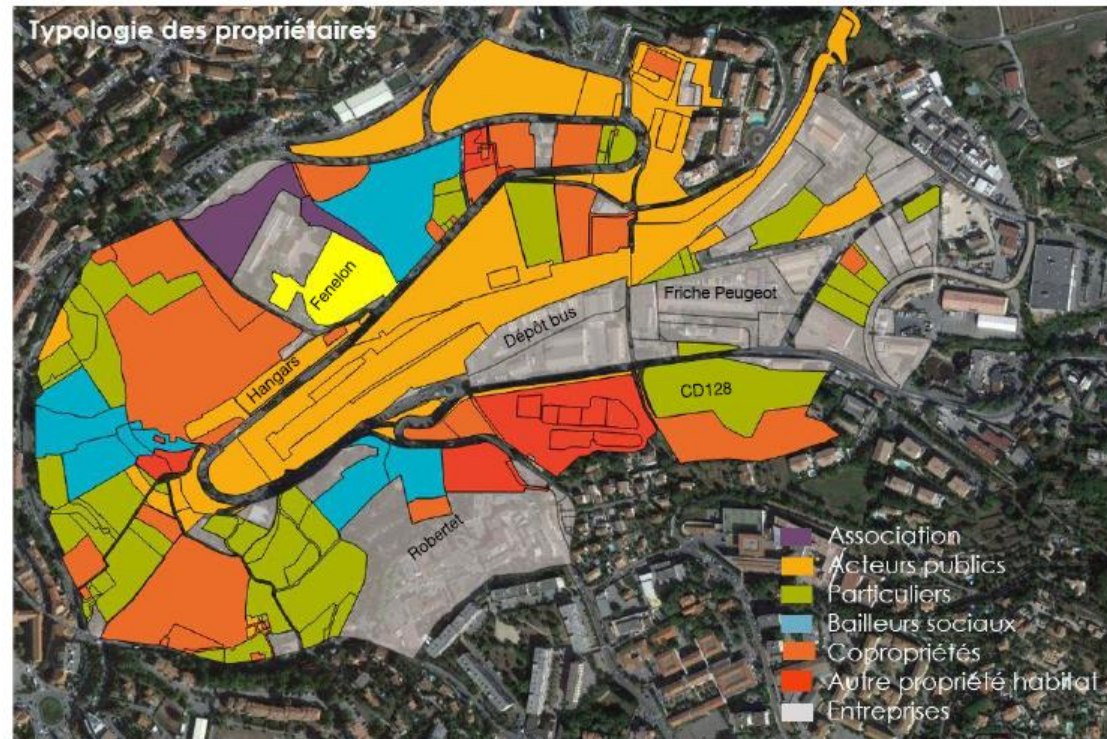 Typologie des propriétaires
Fenelon
Hangars
Dépôt bus
Friche Peugeot
CD128
Robertet
Association
Acteurs publics
Particuliers
Bailleurs sociaux
Copropriétés
Autre propriété habitat
Entreprises